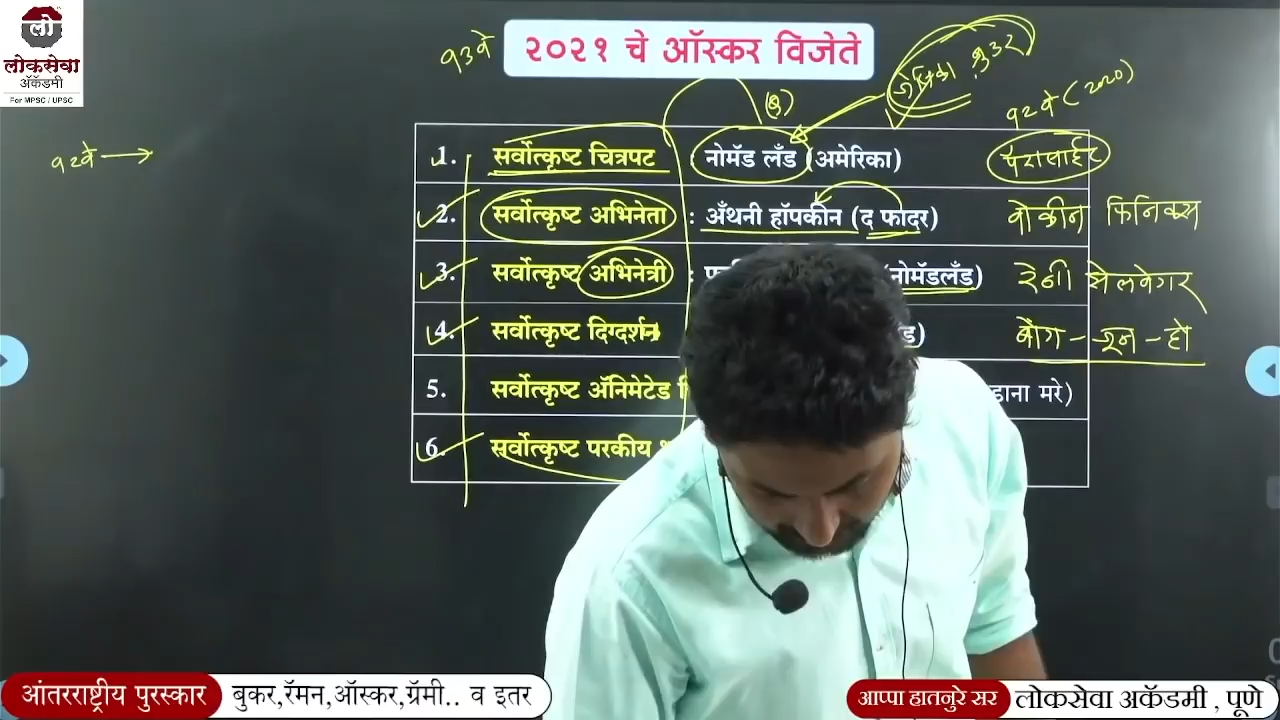 लो
लोकसेवा
अ‍ॅकॅडमी
For MPSC / UPSC
९३वे
२०२१ चे ऑस्कर विजेते
९२वे (२०२०)
९२वे →
1. सर्वोत्कृष्ट चित्रपट नोमॅड लँड (अमेरिका) पॅरासाईट
2. सर्वोत्कृष्ट अभिनेता : अँथनी हॉपकीन (द फादर) वोकीन फिनिक्स
3. सर्वोत्कृष्ट अभिनेत्री : (नोमॅडलँड) रेनी झेलवेगर
4. सर्वोत्कृष्ट दिग्दर्शन ड) बोंग - जून - हो
5. सर्वोत्कृष्ट अ‍ॅनिमेटेड डाना मरे)
6. सर्वोत्कृष्ट परकीय
आंतरराष्ट्रीय पुरस्कार बुकर,रॅमन,ऑस्कर,ग्रॅमी.. व इतर
आप्पा हातनुरे सर लोकसेवा अकॅडमी , पूणे